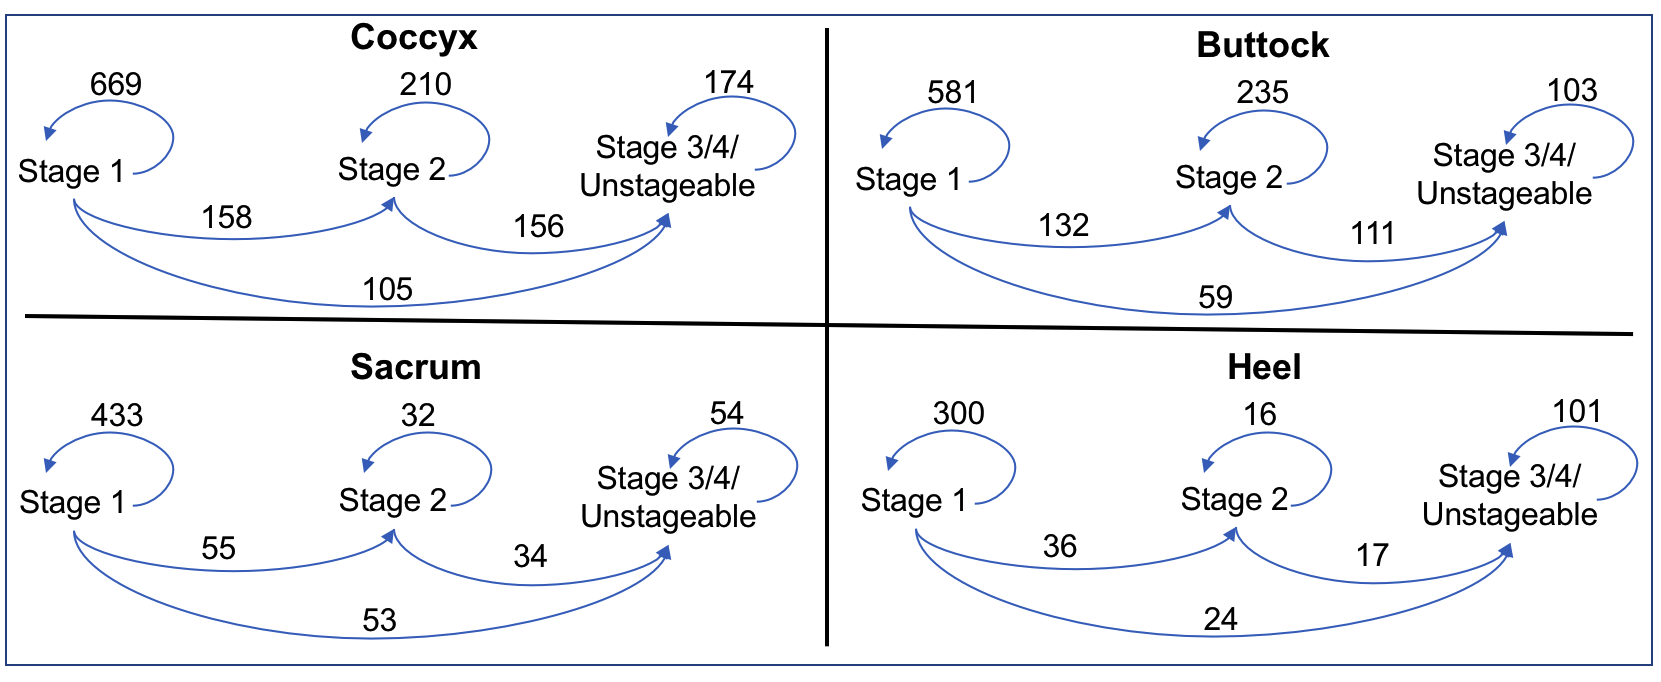 Coccyx
669
210
174
Stage 1
Stage 2
Stage 3/4/
Unstageable
158
156
105
Buttock
581
235
103
Stage 1
Stage 2
Stage 3/4/
Unstageable
132
111
59
Sacrum
433
32
54
Stage 1
Stage 2
Stage 3/4/
Unstageable
55
34
53
Heel
300
16
101
Stage 1
Stage 2
Stage 3/4/
Unstageable
36
17
24